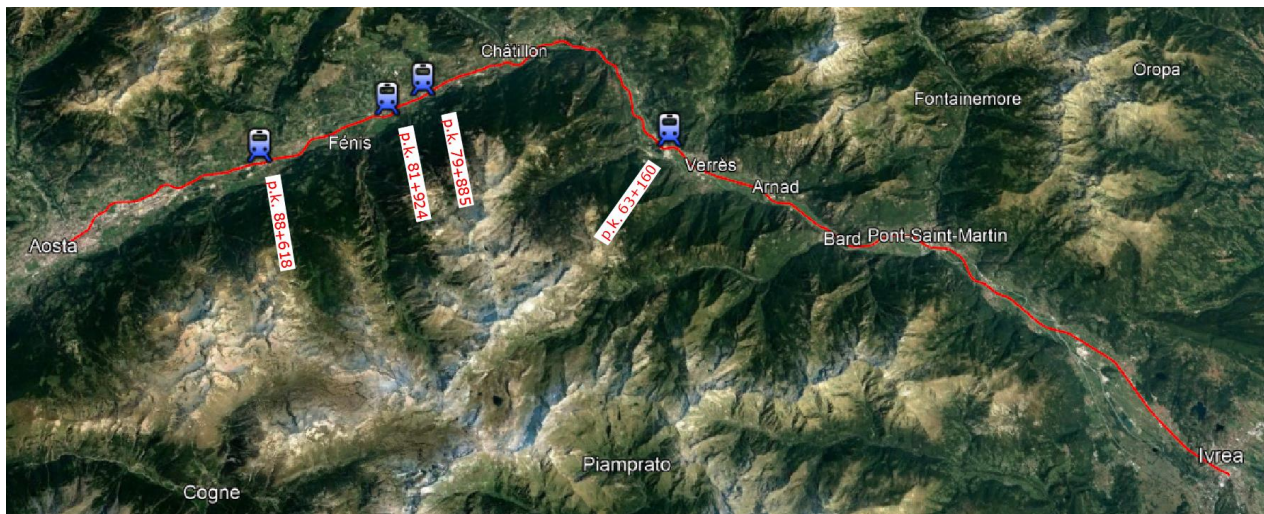 Châtillon
Oropa
Fontainemore
Fénis
p.k. 79+885
p.k. 81+924
Verrès
Arnad
p.k. 63+160
p.k. 88+618
Aosta
Bard
Pont-Saint-Martin
Ivrea
Piamprato
Cogne